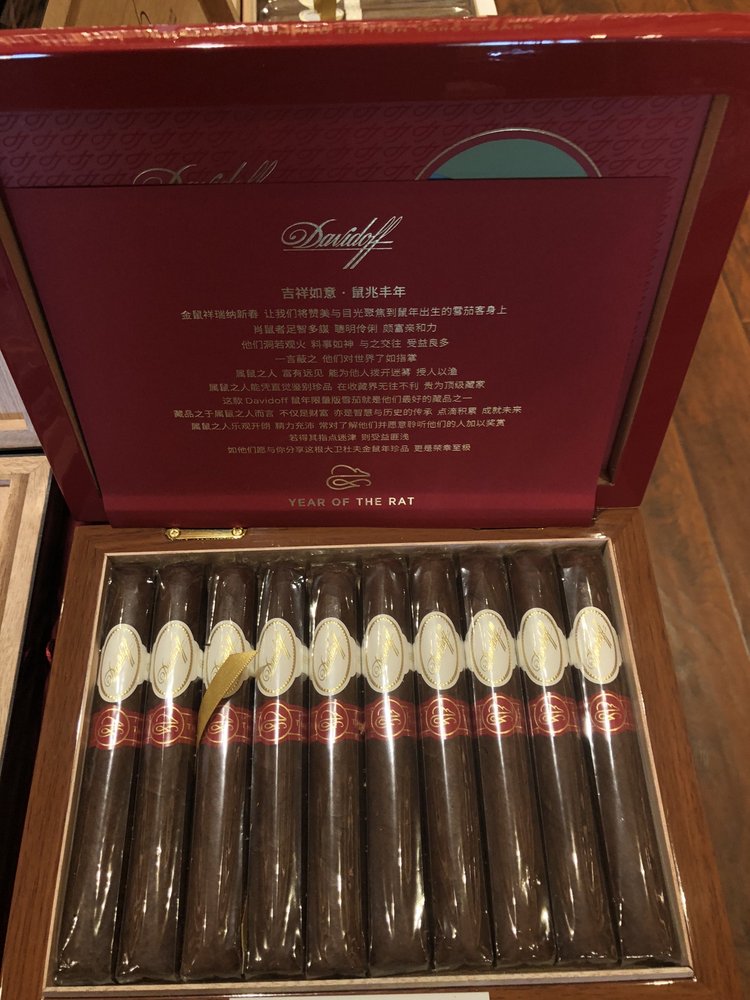 Davidoff
Davidoff
吉祥如意·鼠兆丰年
金鼠祥瑞纳新春 让我们将赞美与目光聚焦到鼠年出生的雪茄客身上
肖鼠者足智多谋 聪明伶俐 颇富亲和力
他们洞若观火 料事如神 与之交往 受益良多
一言蔽之 他们对世界了如指掌
属鼠之人 富有远见 能为他人拨开迷雾 授人以渔
属鼠之人能凭直觉鉴别珍品 在收藏界无往不利 贵为顶级藏家
这款 Davidoff 鼠年限量版雪茄就是他们最好的藏品之一
藏品之于属鼠之人而言 不仅是财富 亦是智慧与历史的传承 点滴积累 成就未来
属鼠之人乐观开朗 精力充沛 常对了解他们并愿意聆听他们的人加以奖赏
若得其指点迷津 则受益匪浅
如他们愿与你分享这根大卫杜夫金鼠年珍品 更是荣幸至极
YEAR OF THE RAT
Davidoff
Davidoff
Davidoff
Davidoff
Davidoff
Davidoff
Davidoff
Davidoff
Davidoff
Davidoff